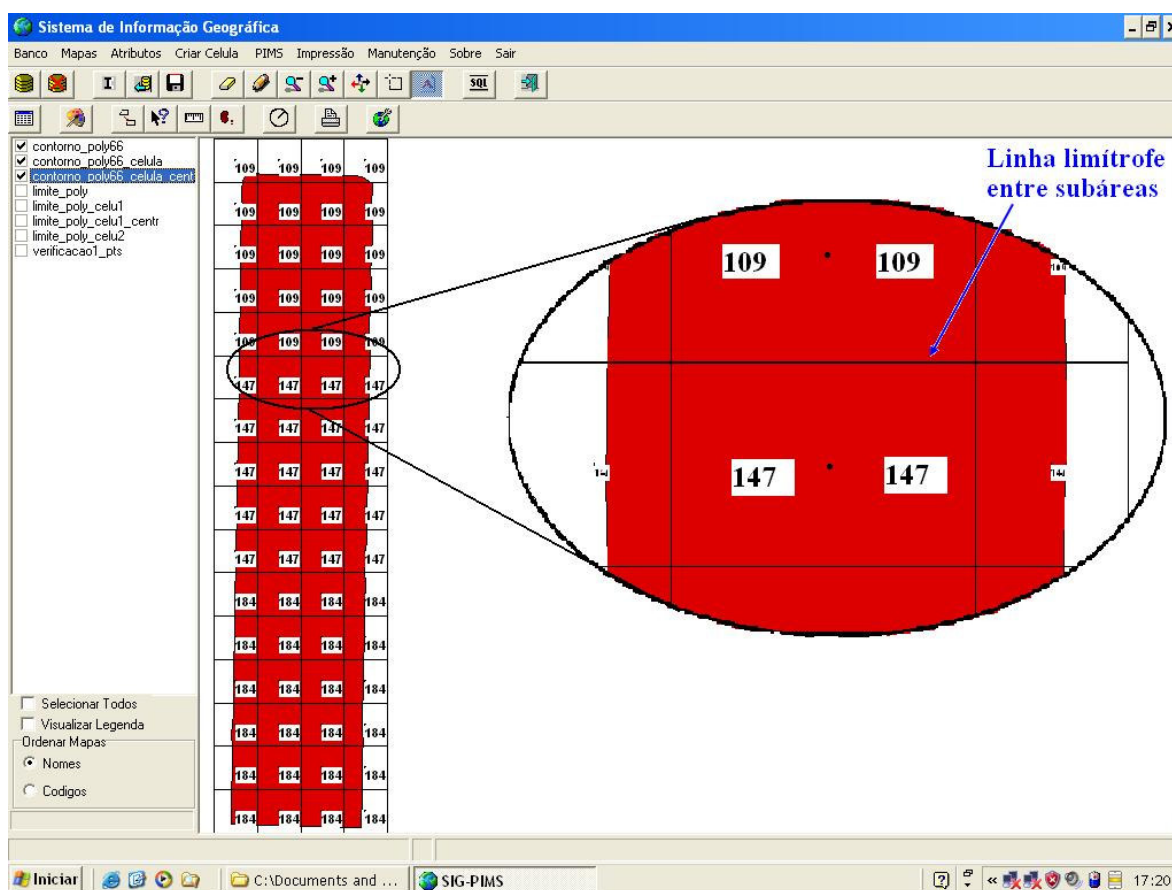 Sistema de Informação Geográfica
Banco Mapas Atributos Criar Celula PIMS Impressão Manutenção Sobre Sair
SQL
contorno_poly66
contorno_poly66_celula
contorno_poly66_celula_cent
limite_poly
limite_poly_celu1
limite_poly_celu1_centr
limite_poly_celu2
verificacao1_pts
Selecionar Todos
Visualizar Legenda
Ordenar Mapas
Nomes
Codigos
109 109 109 109
109 109 109 109
109 109 109 109
109 109 109 109
109 109 109 109
147 147 147 147
147 147 147 147
147 147 147 147
147 147 147 147
147 147 147 147
184 184 184 184
184 184 184 184
184 184 184 184
184 184 184 184
184 184 184 184
184 184 184 184
Linha limítrofe
entre subáreas
109 109
147 147
Iniciar
C:\Documents and ...
SIG-PIMS
17:20